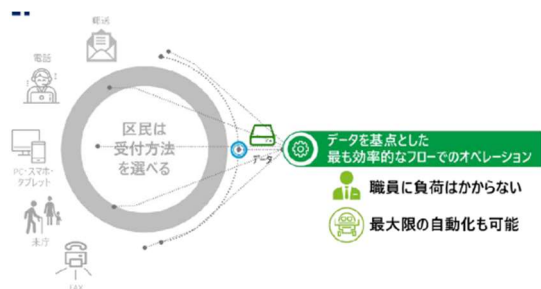 郵送
電話
区民は
受付方法
を選べる
PC・スマホ・
タブレット
来庁
FAX
データ
データを基点とした
最も効率的なフローでのオペレーション
職員に負荷はかからない
最大限の自動化も可能